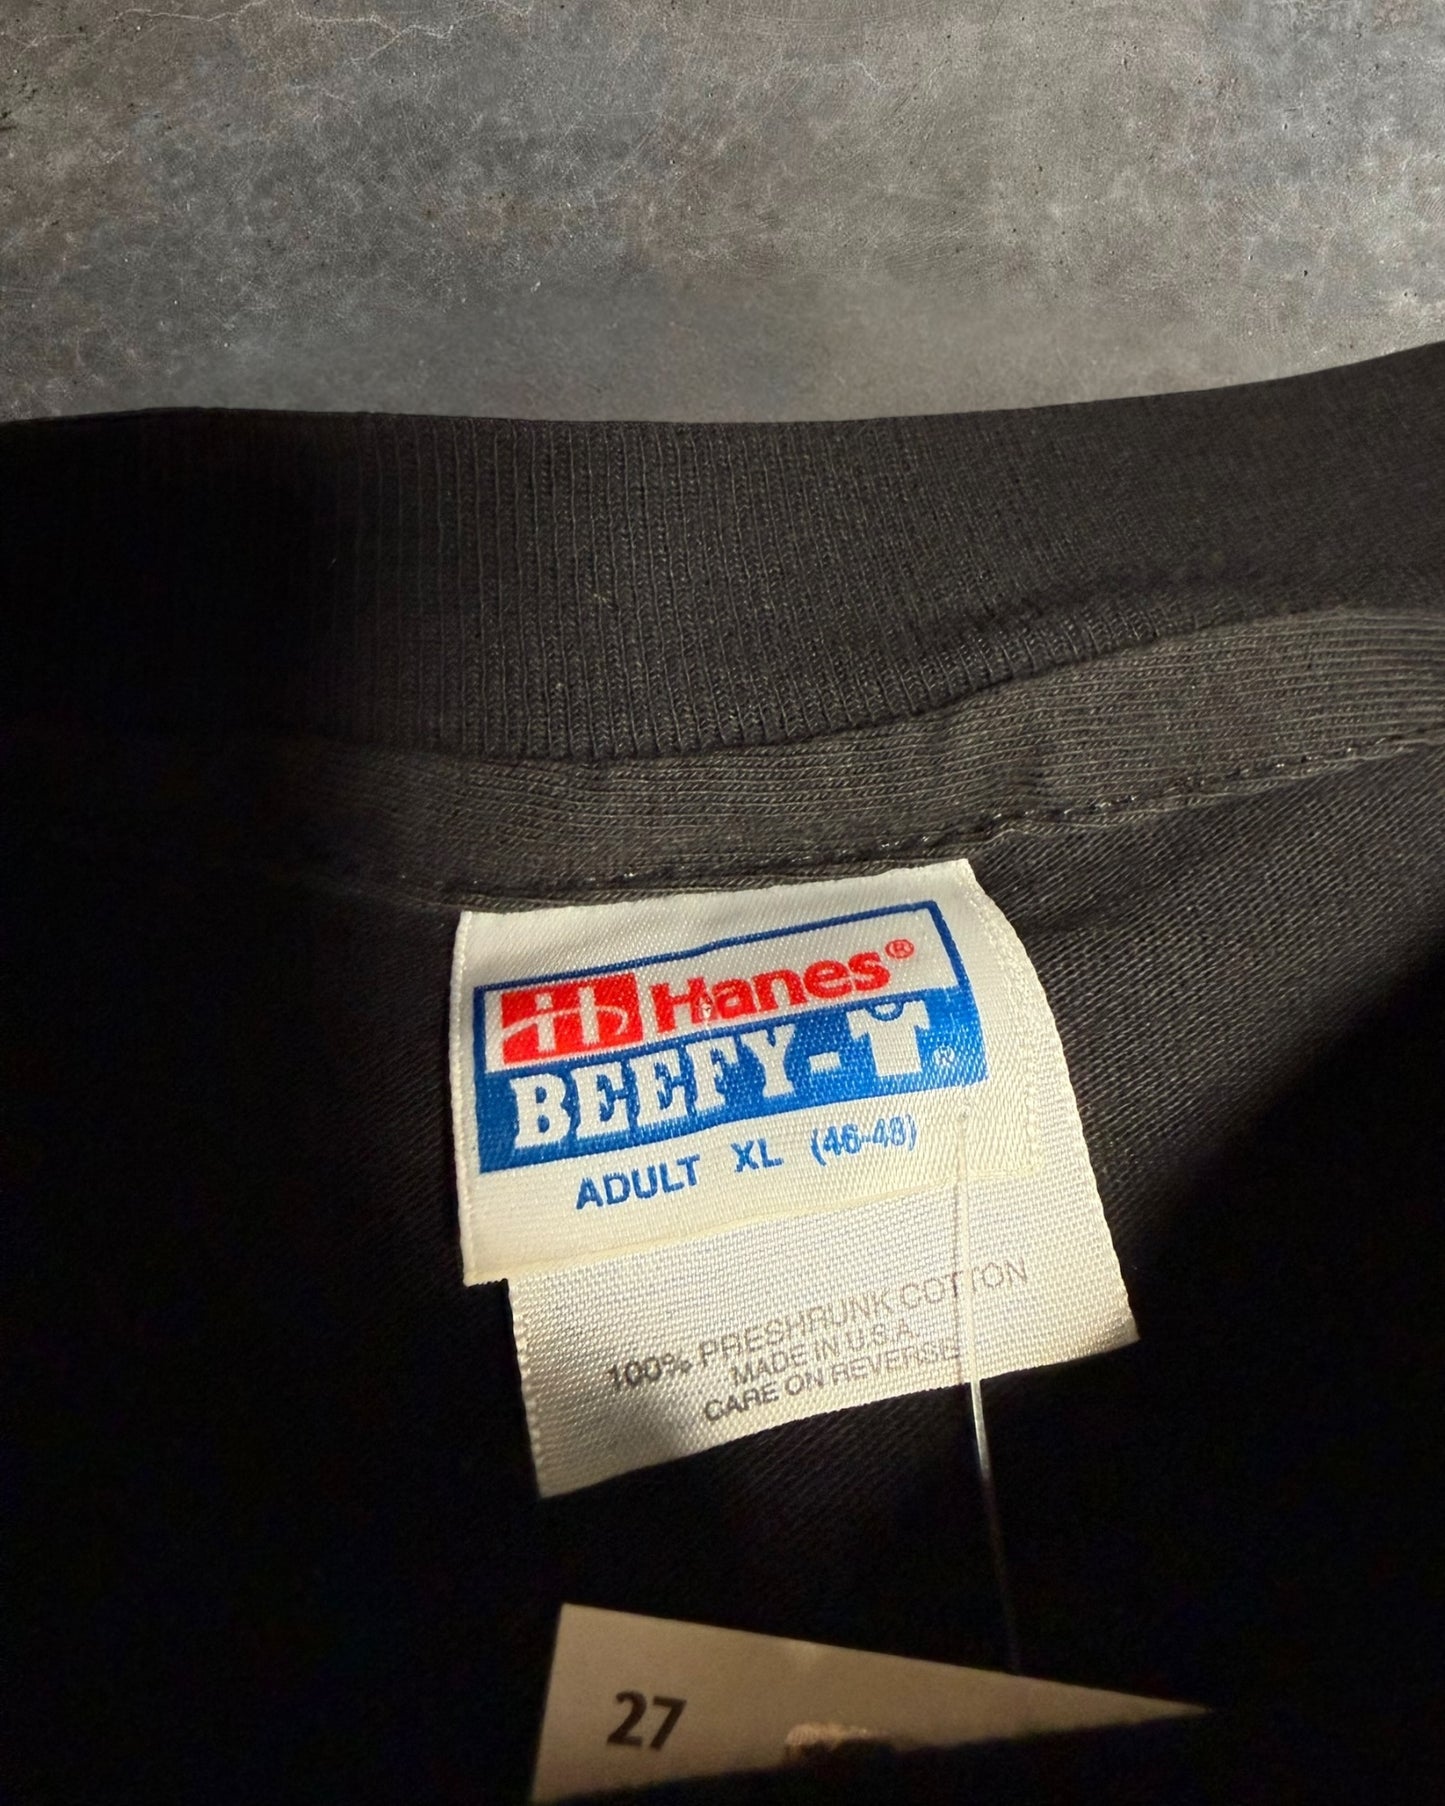 Hanes®
BEEFY-T®
ADULT XL (46-48)
100% PRESHRUNK COTTON
MADE IN U.S.A.
CARE ON REVERSE
27